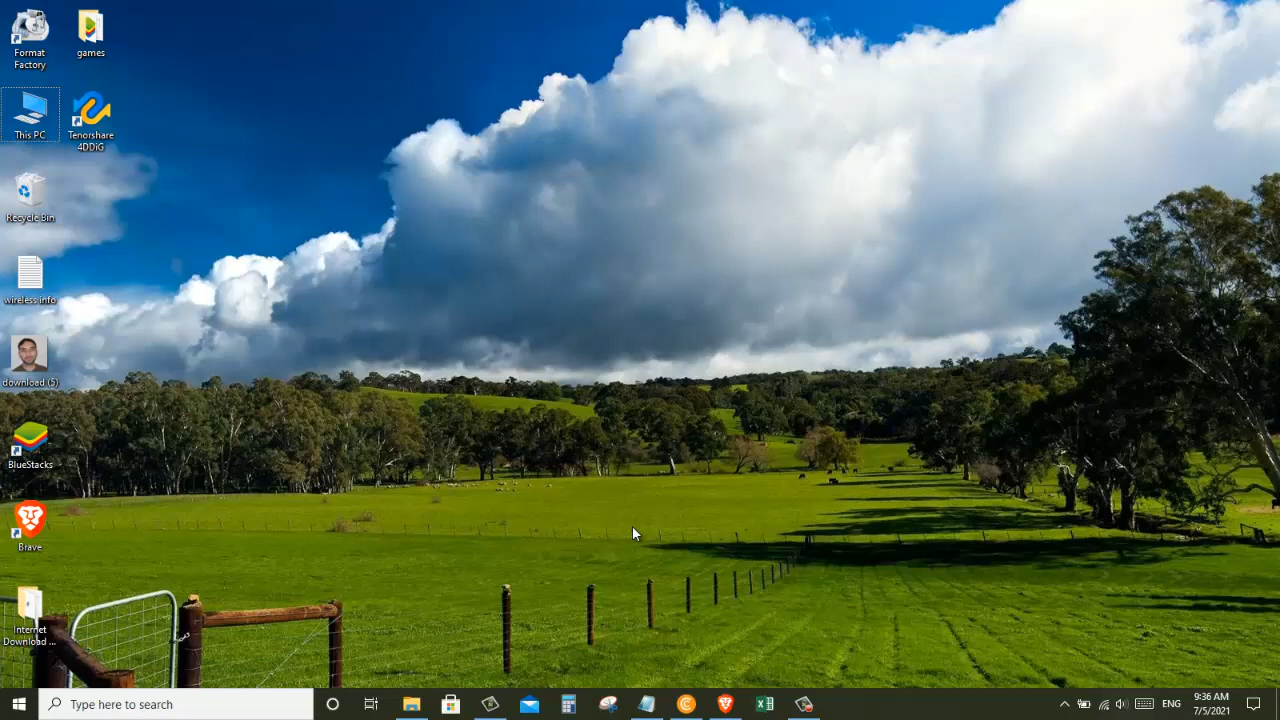 Format
Factory
games
This PC
Tenorshare
4DDiG
Recycle Bin
wireless info
download (5)
BlueStacks
Brave
Internet
Download ...
Type here to search
ENG
9:36 AM
7/5/2021